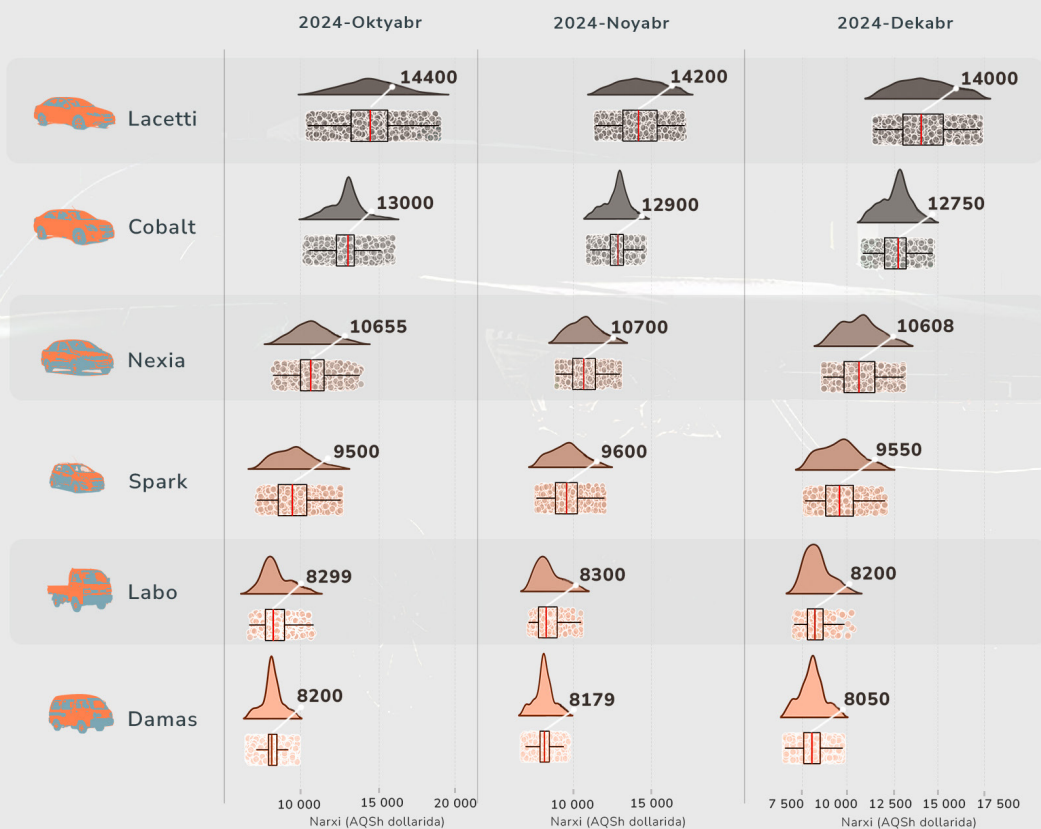 2024-Oktyabr 2024-Noyabr 2024-Dekabr
Lacetti 14400 14200 14000
Cobalt 13000 12900 12750
Nexia 10655 10700 10608
Spark 9500 9600 9550
Labo 8299 8300 8200
Damas 8200 8179 8050
10 000 15 000 20 000 10 000 15 000 7 500 10 000 12 500 15 000 17 500
Narxi (AQSh dollarida) Narxi (AQSh dollarida) Narxi (AQSh dollarida)